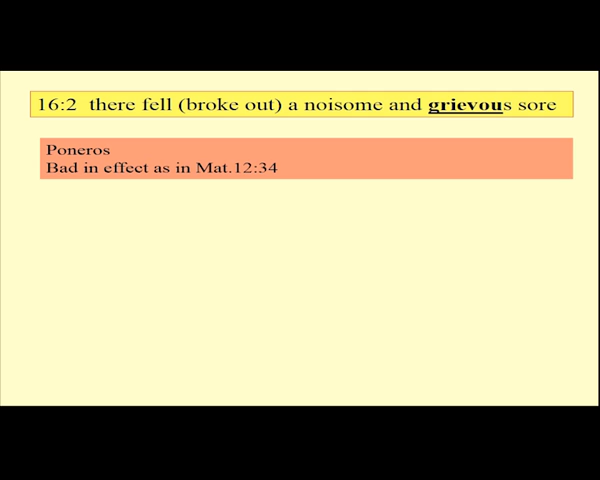 16:2 there fell (broke out) a noisome and grievous sore
Poneros
Bad in effect as in Mat.12:34